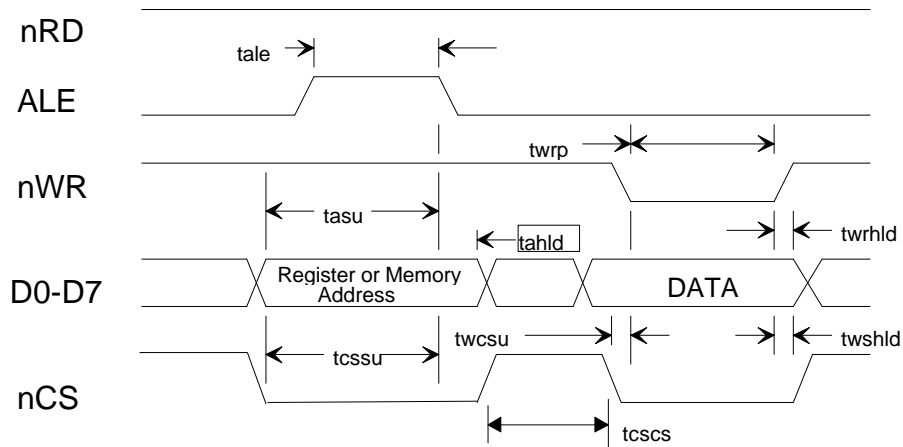 nRD
tale
ALE
twrp
nWR
tasu
tahld
twrhld
D0-D7
Register or Memory
Address
DATA
twcsu
twshld
tcssu
nCS
tcscs